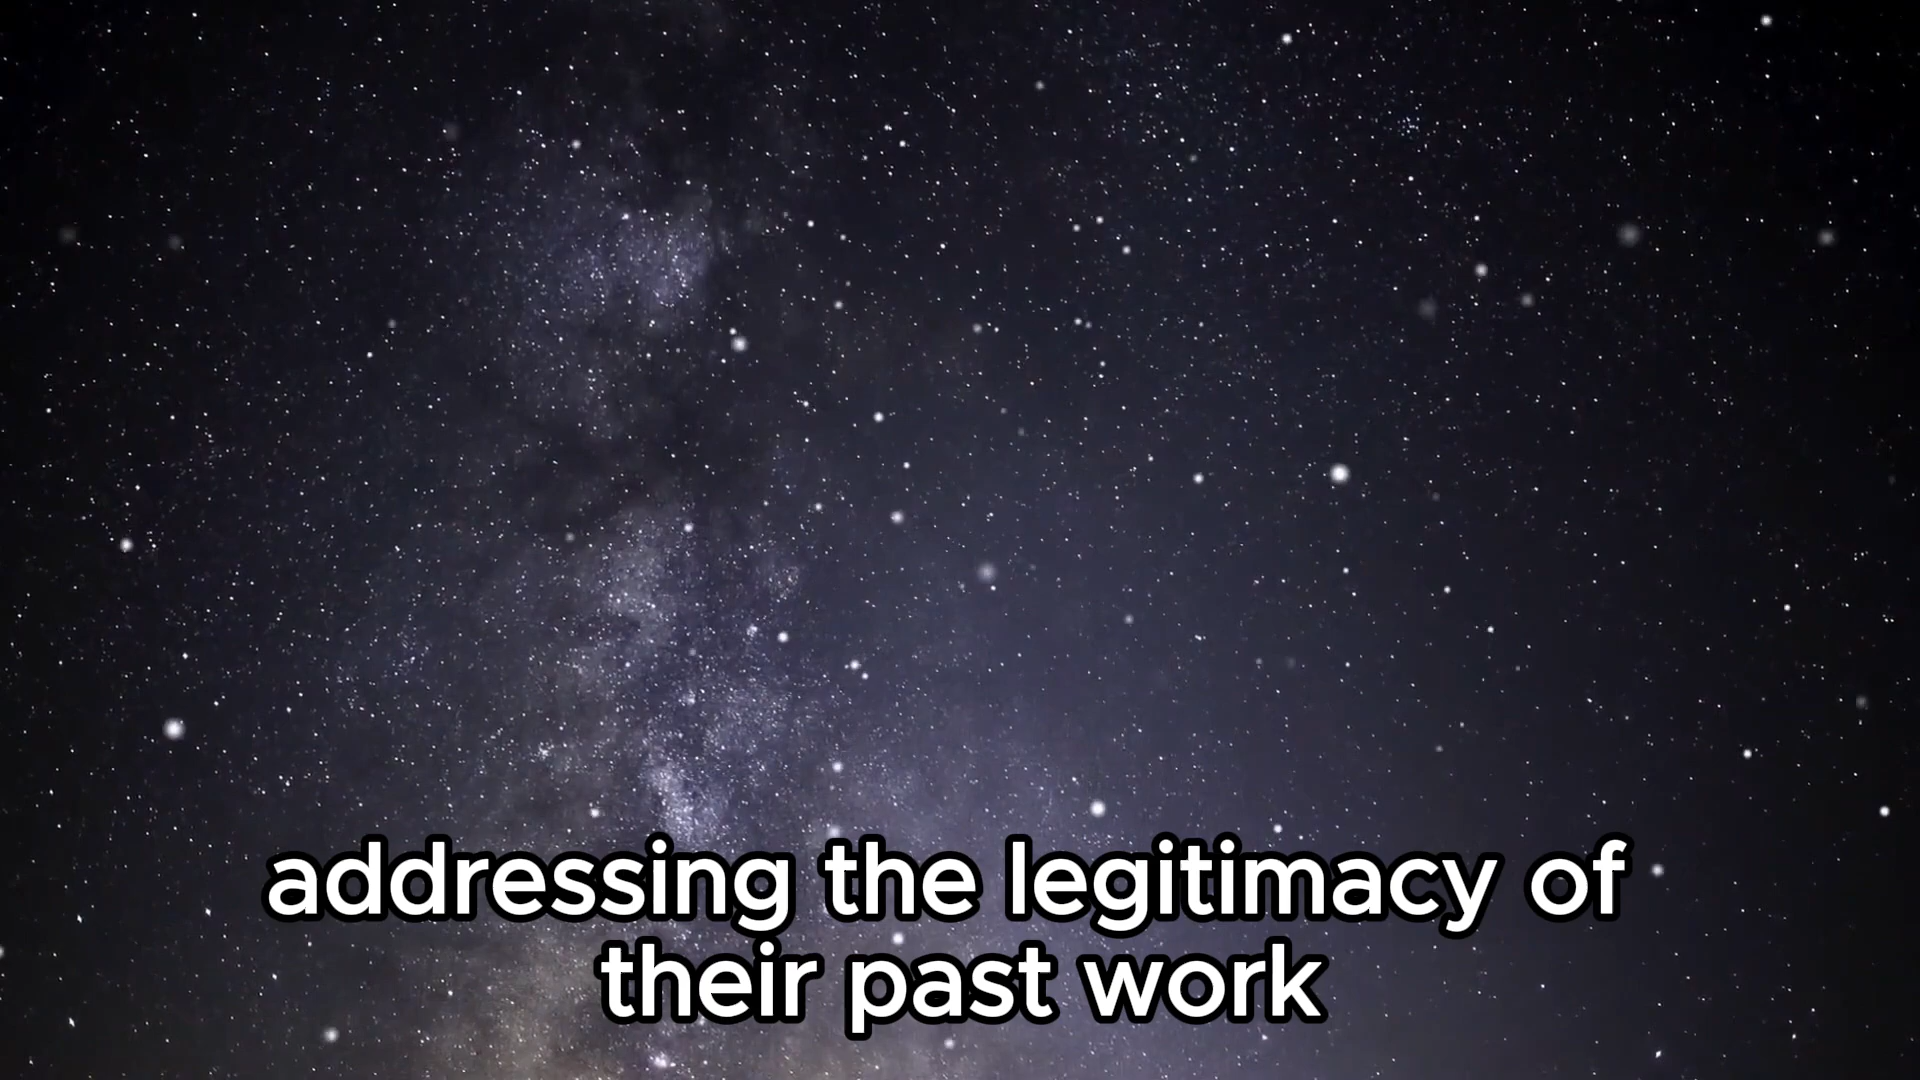 addressing the legitimacy of
their past work